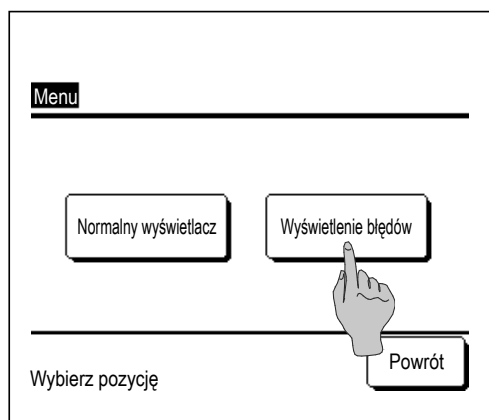 Menu
Normalny wyświetlacz
Wyświetlenie błędów
Wybierz pozycję
Powrót